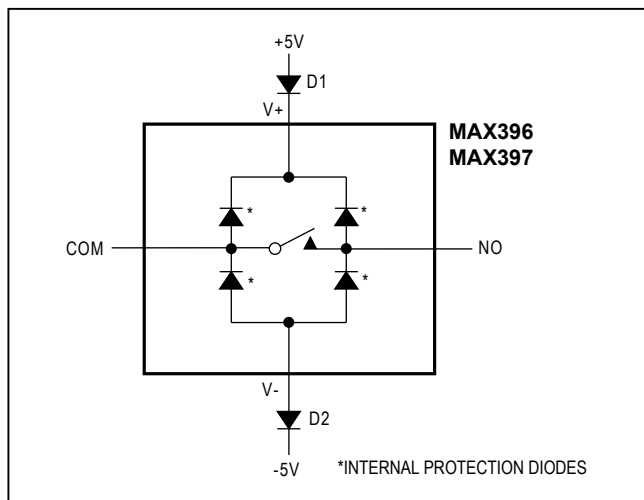 +5V
D1
V+
MAX396
MAX397
*
*
COM
NO
*
*
V-
D2
-5V
*INTERNAL PROTECTION DIODES